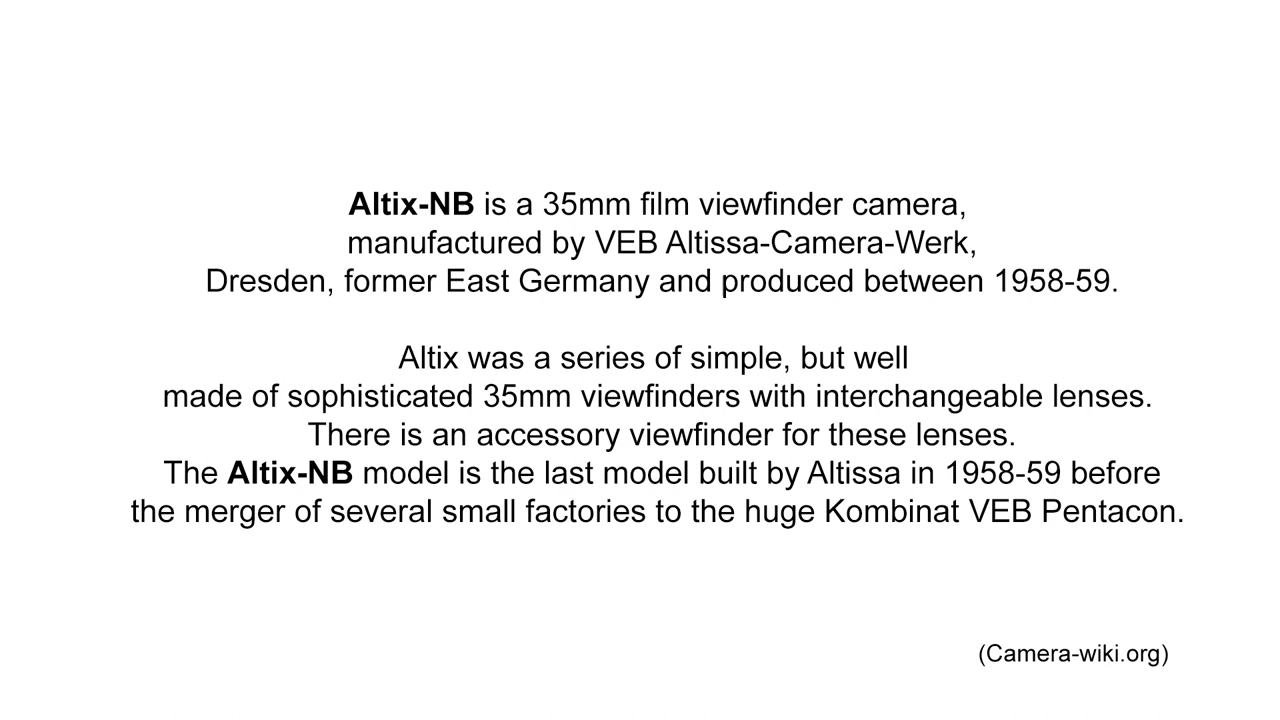 Altix-NB is a 35mm film viewfinder camera,
manufactured by VEB Altissa-Camera-Werk,
Dresden, former East Germany and produced between 1958-59.
Altix was a series of simple, but well
made of sophisticated 35mm viewfinders with interchangeable lenses.
There is an accessory viewfinder for these lenses.
The Altix-NB model is the last model built by Altissa in 1958-59 before
the merger of several small factories to the huge Kombinat VEB Pentacon.
(Camera-wiki.org)